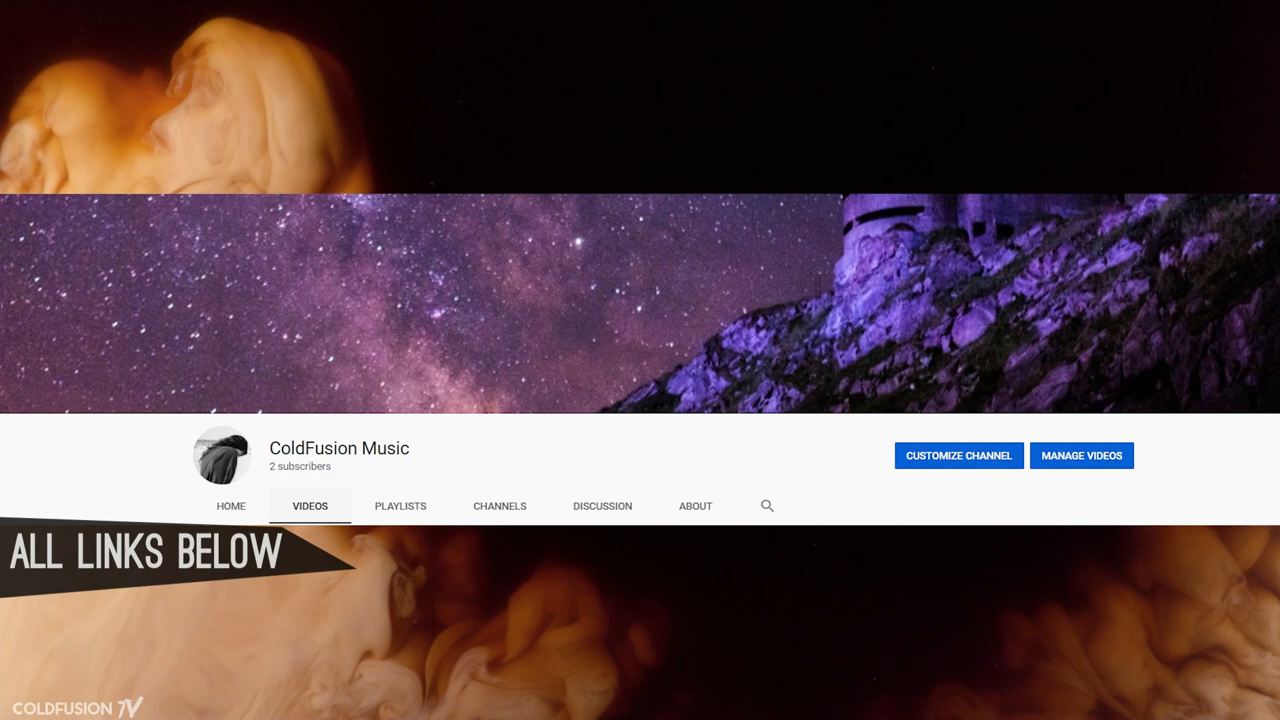 ColdFusion Music
2 subscribers
CUSTOMIZE CHANNEL
MANAGE VIDEOS
HOME
VIDEOS
PLAYLISTS
CHANNELS
DISCUSSION
ABOUT
ALL LINKS BELOW
COLDFUSION TV